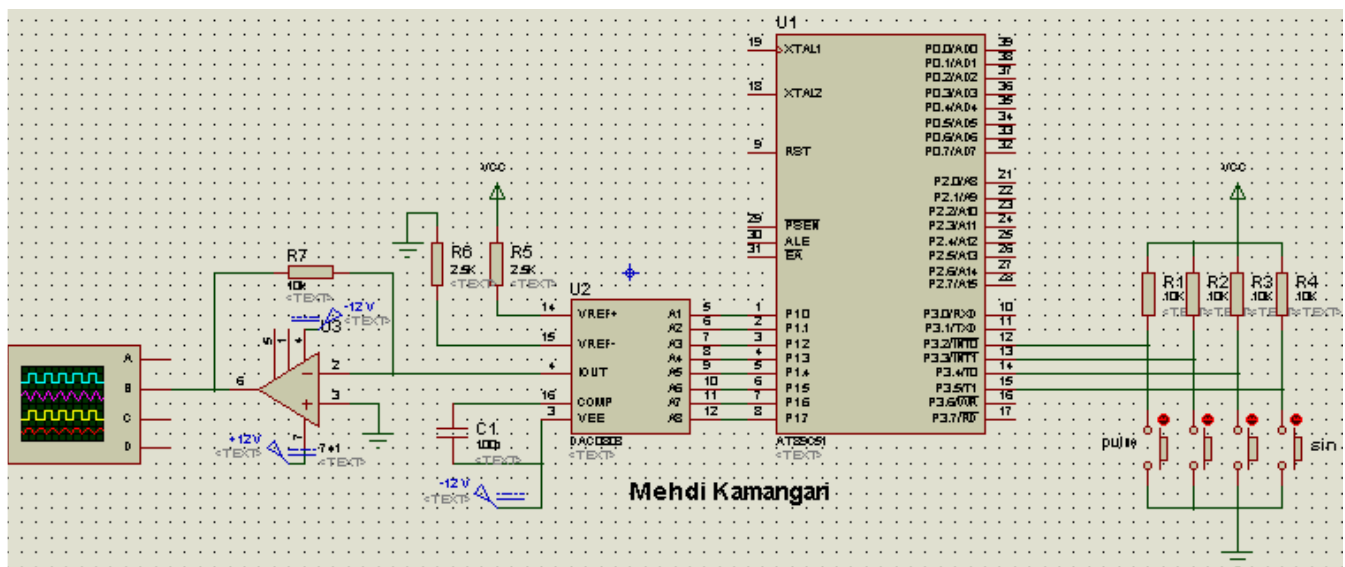 U1
19 XTAL1
18 XTAL2
9 RST
29 PSEN
30 ALE
31 EA
P0.0/AD0 39
P0.1/AD1 38
P0.2/AD2 37
P0.3/AD3 36
P0.4/AD4 35
P0.5/AD5 34
P0.6/AD6 33
P0.7/AD7 32
P2.0/A8 21
P2.1/A9 22
P2.2/A10 23
P2.3/A11 24
P2.4/A12 25
P2.5/A13 26
P2.6/A14 27
P2.7/A15 28
1 P1.0
2 P1.1
3 P1.2
4 P1.3
5 P1.4
6 P1.5
7 P1.6
8 P1.7
P3.0/RXD 10
P3.1/TXD 11
P3.2/INT0 12
P3.3/INT1 13
P3.4/T0 14
P3.5/T1 15
P3.6/WR 16
P3.7/RD 17
AT89C51
<TEXT>
VCC
R6
2.5K
<TEXT>
R5
2.5K
<TEXT>
U2
14 VREF+
15 VREF-
4 IOUT
16 COMP
3 VEE
A1 5
A2 6
A3 7
A4 8
A5 9
A6 10
A7 11
A8 12
DAC0808
<TEXT>
C1
100p
<TEXT>
-12V
<TEXT>
R7
10k
<TEXT>
-12V
<TEXT>
U3
5
1
4
2
3
6
7
741
<TEXT>
+12V
<TEXT>
A
B
C
D
VCC
R1
10K
R2
10K
R3
10K
R4
10K
<TEXT>
pulse
sin
Mehdi Kamangari